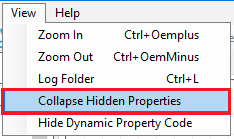 View Help
Zoom In Ctrl+Oemplus
Zoom Out Ctrl+OemMinus
Log Folder Ctrl+L
Collapse Hidden Properties
Hide Dynamic Property Code